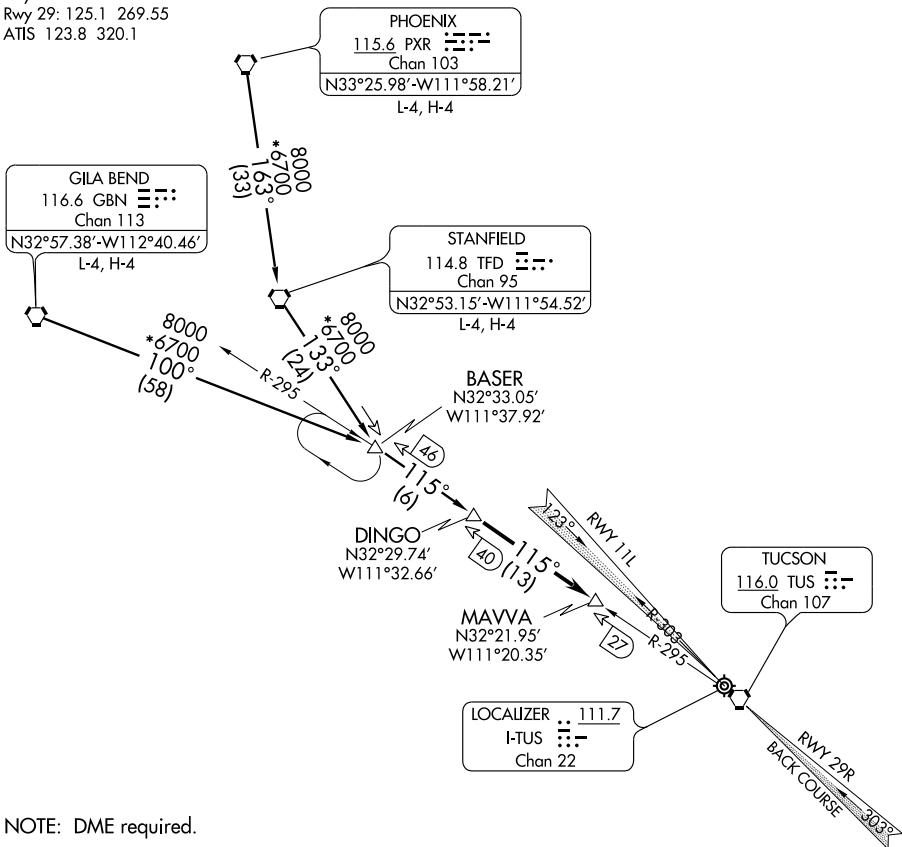 Rwy 29: 125.1 269.55
ATIS 123.8 320.1
PHOENIX
115.6 PXR
Chan 103
N33°25.98'-W111°58.21'
L-4, H-4
8000
*6700
163°
(33)
GILA BEND
116.6 GBN
Chan 113
N32°57.38'-W112°40.46'
L-4, H-4
STANFIELD
114.8 TFD
Chan 95
N32°53.15'-W111°54.52'
L-4, H-4
8000
*6700
100°
(58)
R-295
8000
*6700
133°
(24)
BASER
N32°33.05'
W111°37.92'
46
115°
(6)
DINGO
N32°29.74'
W111°32.66'
40
115°
(13)
123°
RWY 11L
MAVVA
N32°21.95'
W111°20.35'
27
R-303
R-295
TUCSON
116.0 TUS
Chan 107
LOCALIZER 111.7
I-TUS
Chan 22
RWY 29R
BACK COURSE
303°
NOTE: DME required.